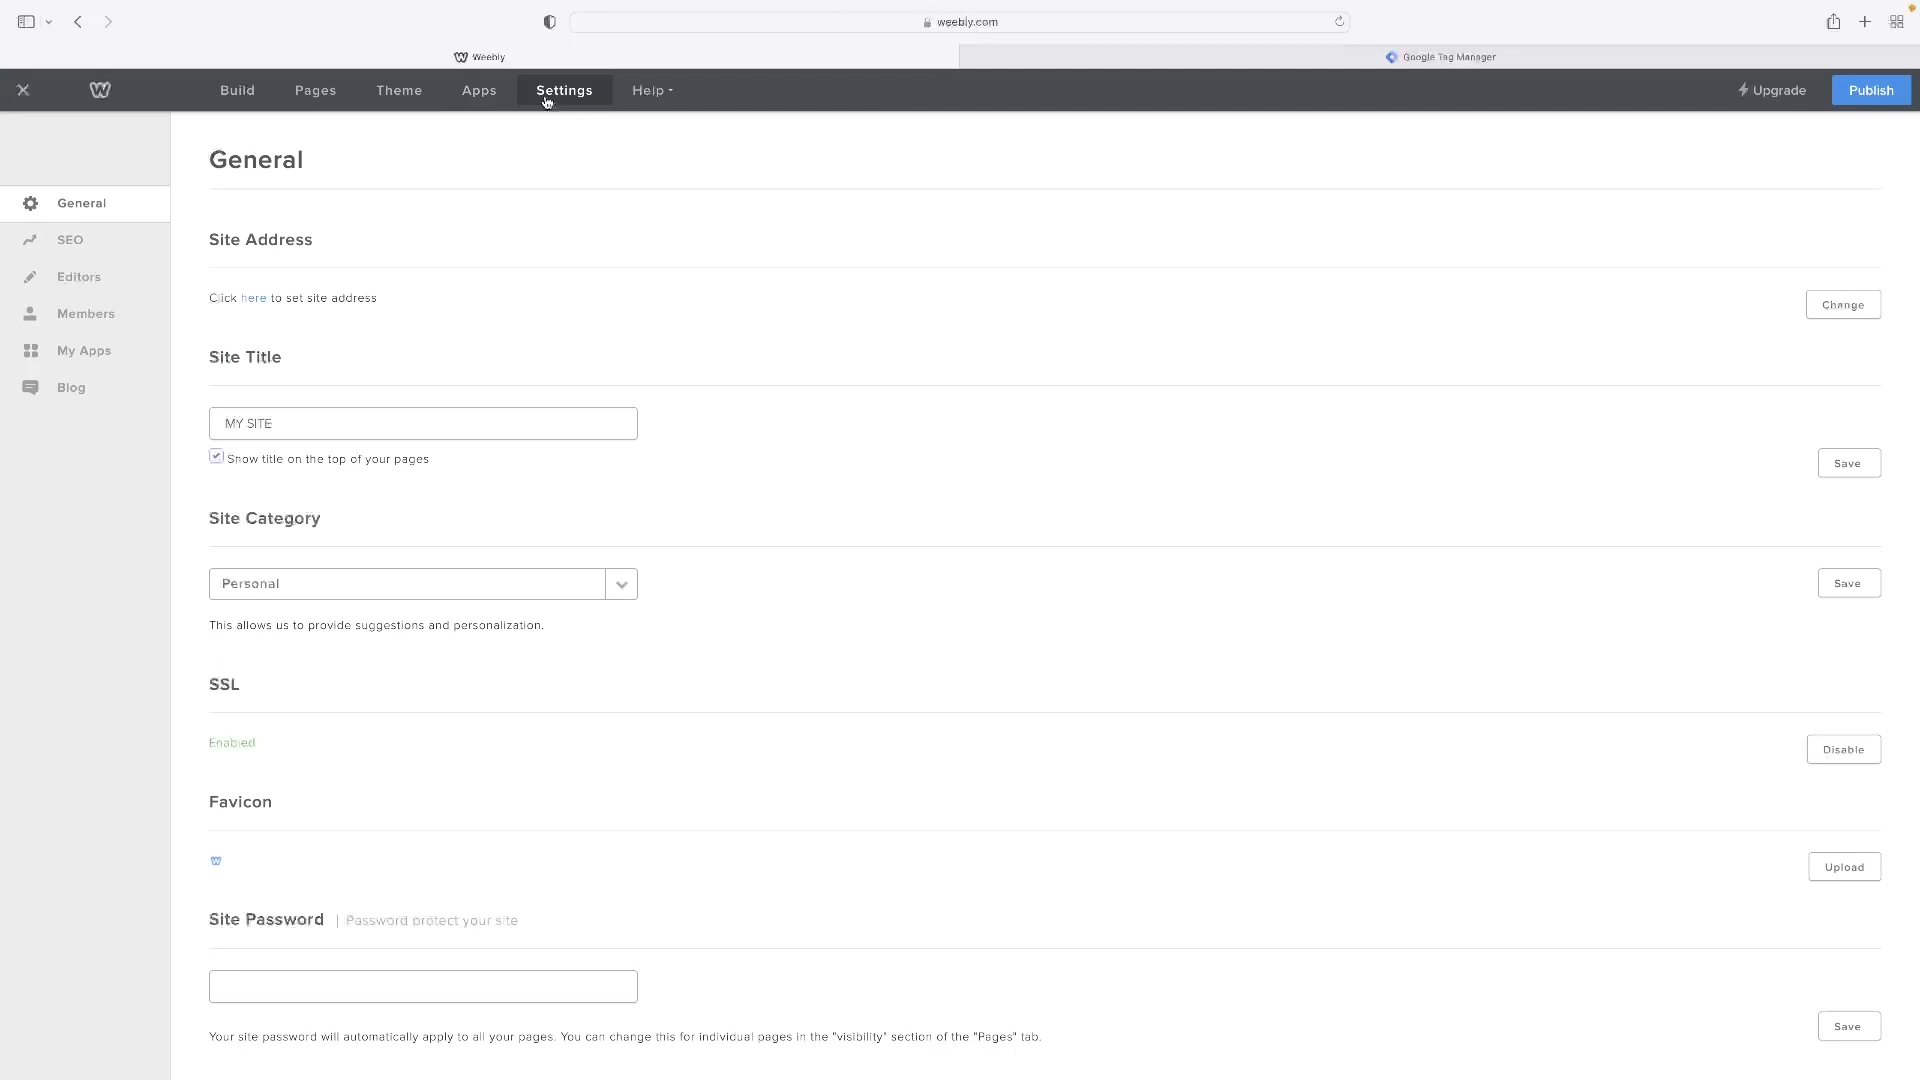 weebly.com
Weebly
Google Tag Manager
Build
Pages
Theme
Apps
Settings
Help
Upgrade
Publish
General
SEO
Editors
Members
My Apps
Blog
General
Site Address
Click here to set site address
Change
Site Title
MY SITE
Show title on the top of your pages
Save
Site Category
Personal
Save
This allows us to provide suggestions and personalization.
SSL
Enabled
Disable
Favicon
Upload
Site Password | Password protect your site
Your site password will automatically apply to all your pages. You can change this for individual pages in the "visibility" section of the "Pages" tab.
Save